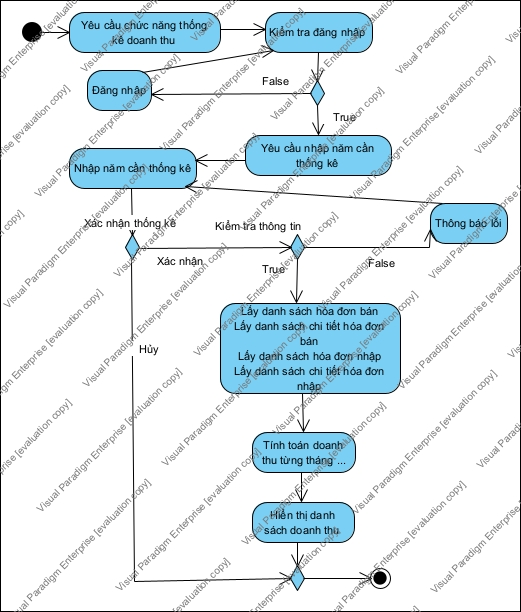 Yêu cầu chức năng thống
kê doanh thu
Kiểm tra đăng nhập
False
Đăng nhập
True
Yêu cầu nhập năm cần
thống kê
Nhập năm cần thống kê
Xác nhận thống kê
Kiểm tra thông tin
Thông báo lỗi
Xác nhận
True
False
Lấy danh sách hóa đơn bán
Lấy danh sách chi tiết hóa đơn
bán
Lấy danh sách hóa đơn nhập
Lấy danh sách chi tiết hóa đơn
nhập
Hủy
Tính toán doanh
thu từng tháng ...
Hiển thị danh
sách doanh thu
Visual Paradigm Enterprise [evaluation copy]